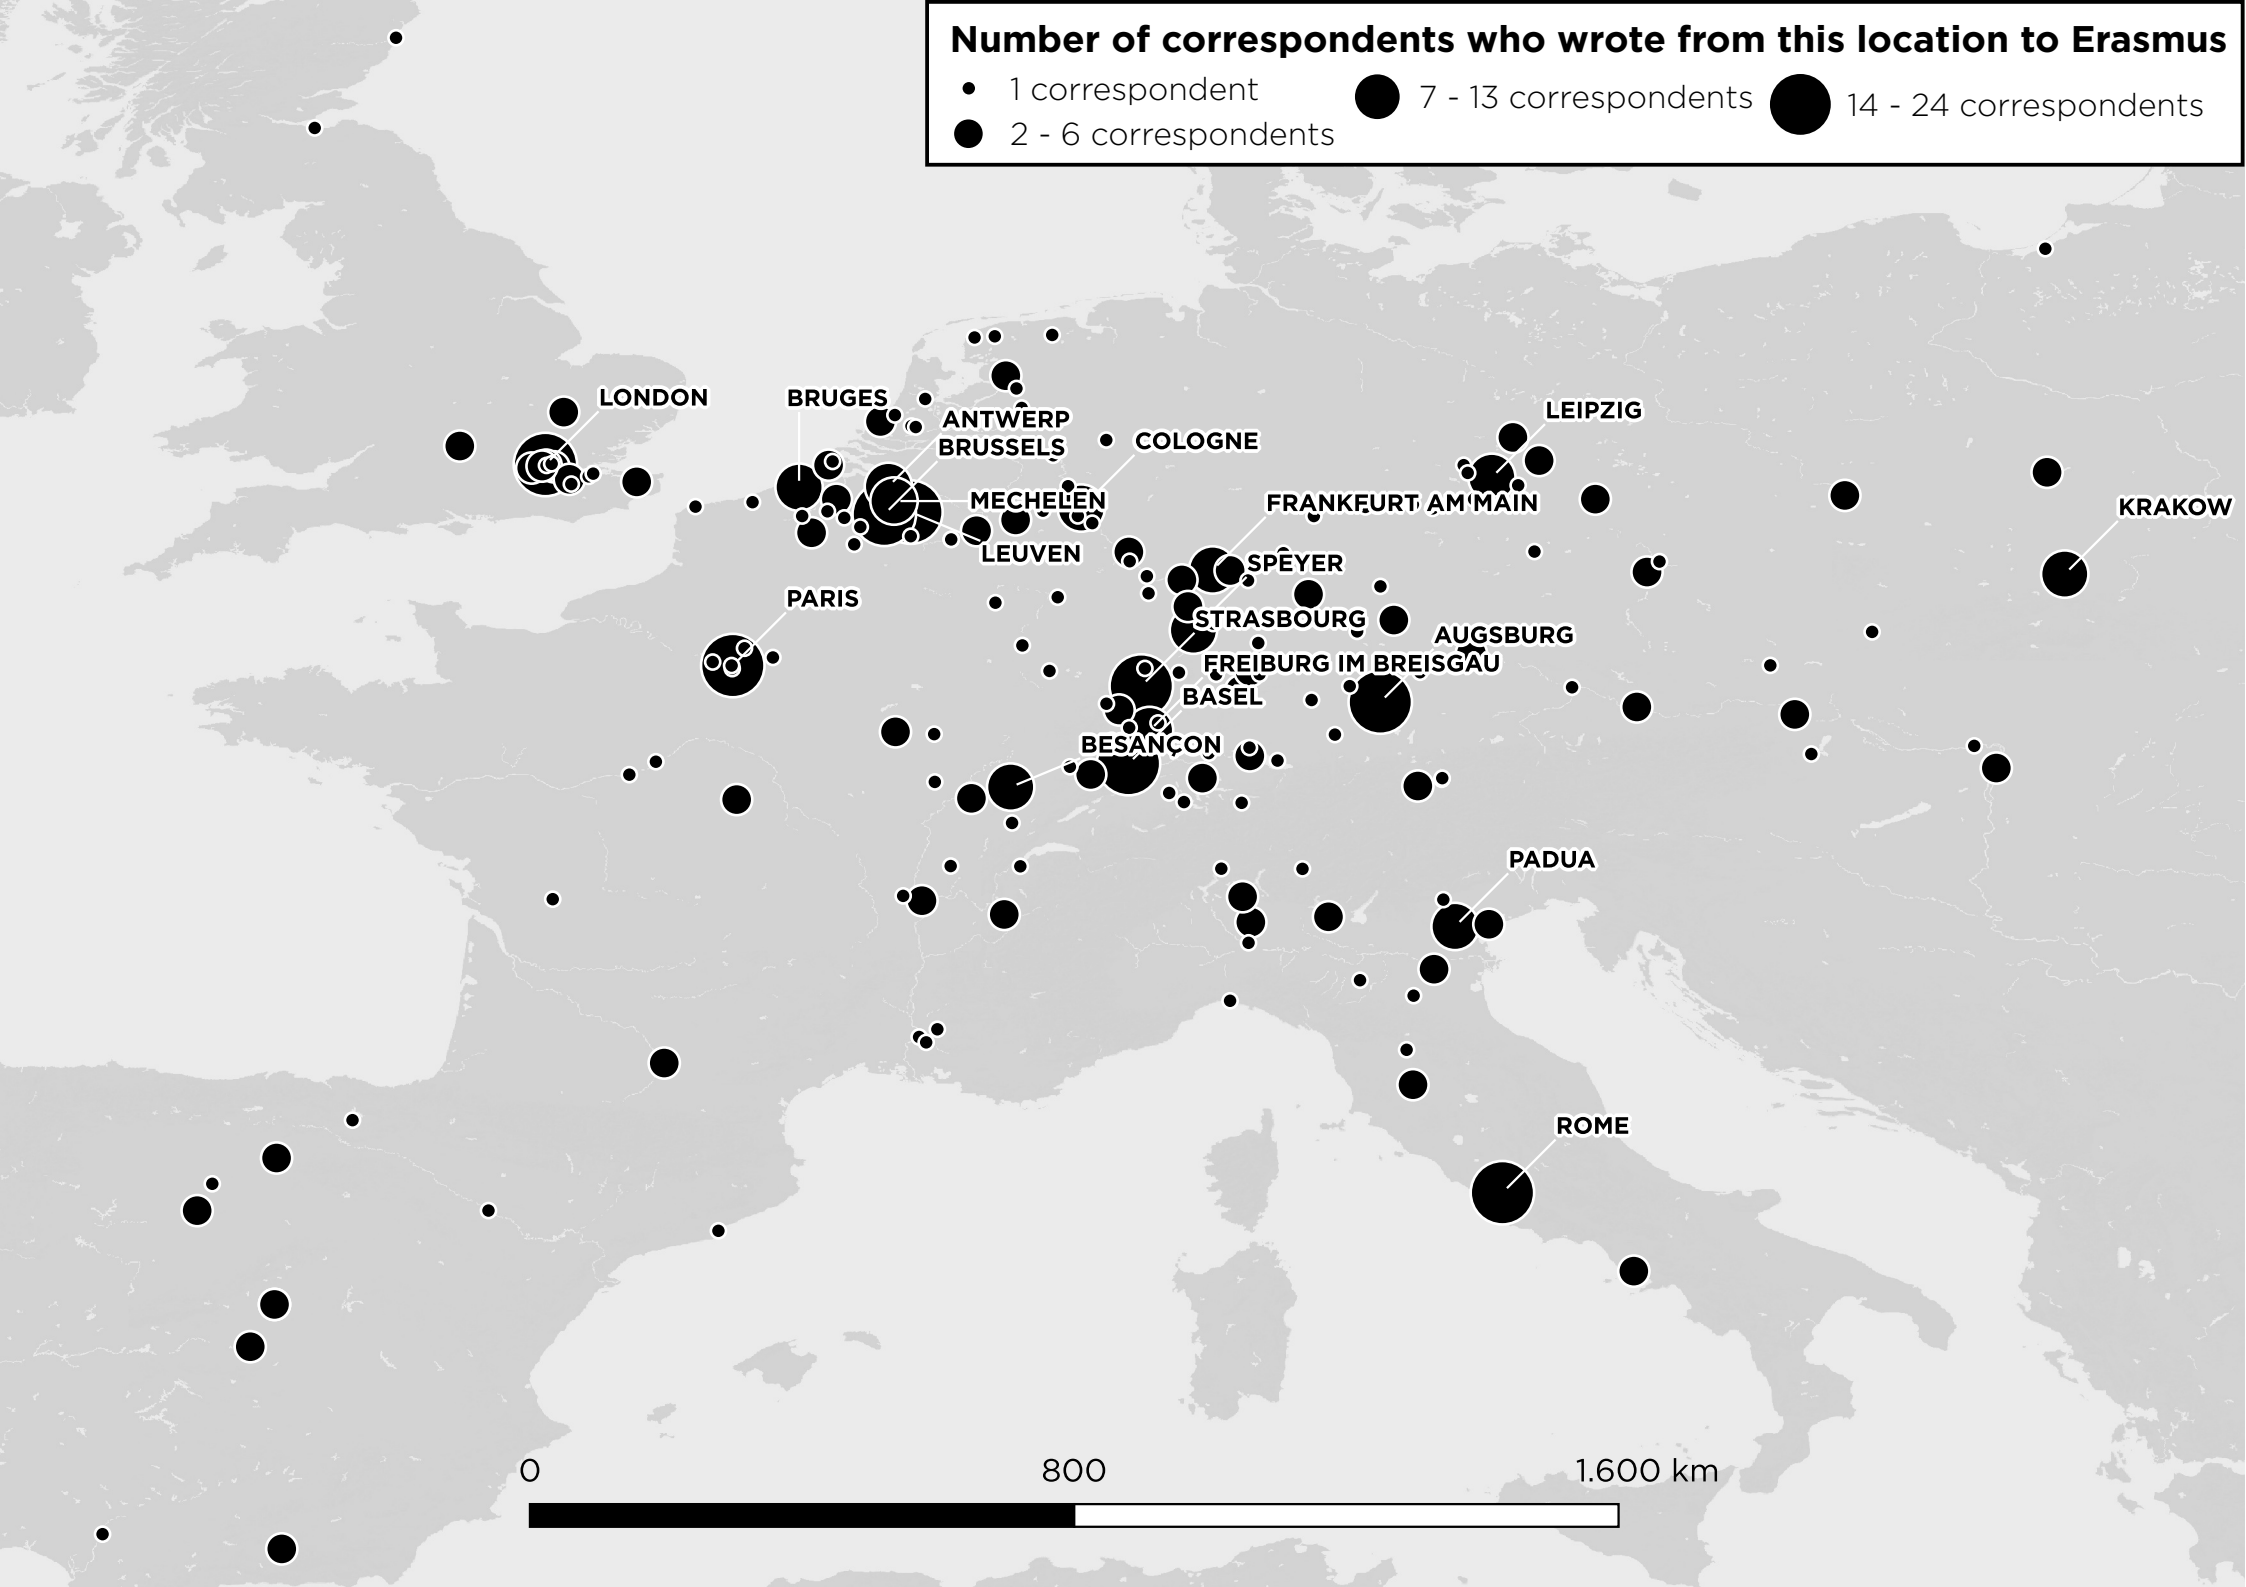 Number of correspondents who wrote from this location to Erasmus
1 correspondent
2 - 6 correspondents
7 - 13 correspondents
14 - 24 correspondents
LONDON
BRUGES
ANTWERP
BRUSSELS
COLOGNE
LEIPZIG
MECHELEN
FRANKFURT AM MAIN
KRAKOW
LEUVEN
SPEYER
PARIS
STRASBOURG
AUGSBURG
FREIBURG IM BREISGAU
BASEL
BESANÇON
PADUA
ROME
0
800
1.600 km